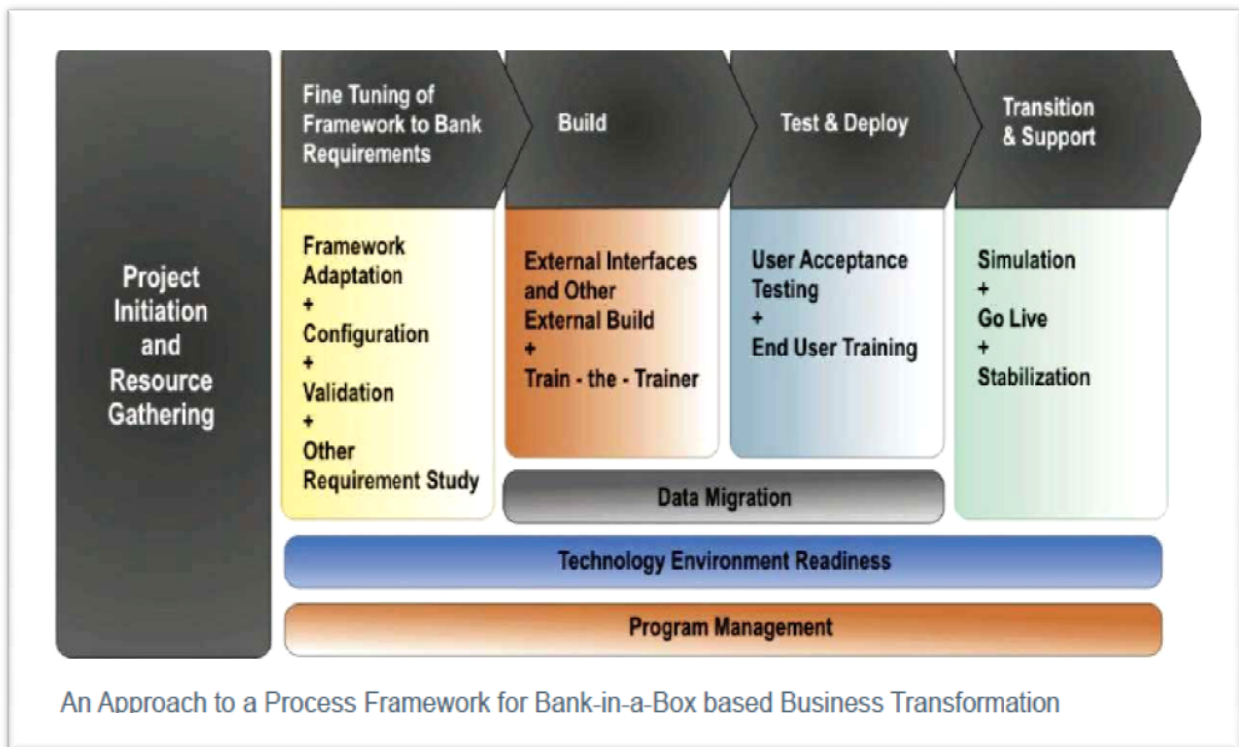 Project
Initiation
and
Resource
Gathering
Fine Tuning of
Framework to Bank
Requirements
Build
Test & Deploy
Transition
& Support
Framework
Adaptation
+
Configuration
+
Validation
+
Other
Requirement Study
External Interfaces
and Other
External Build
+
Train - the - Trainer
User Acceptance
Testing
+
End User Training
Simulation
+
Go Live
+
Stabilization
Data Migration
Technology Environment Readiness
Program Management
An Approach to a Process Framework for Bank-in-a-Box based Business Transformation